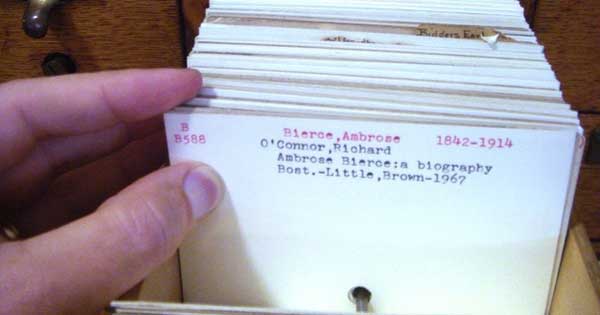 B Bierce,Ambrose 1842-1914
B588 O'Connor,Richard
Ambrose Bierce:a biography
Bost.-Little,Brown-1967